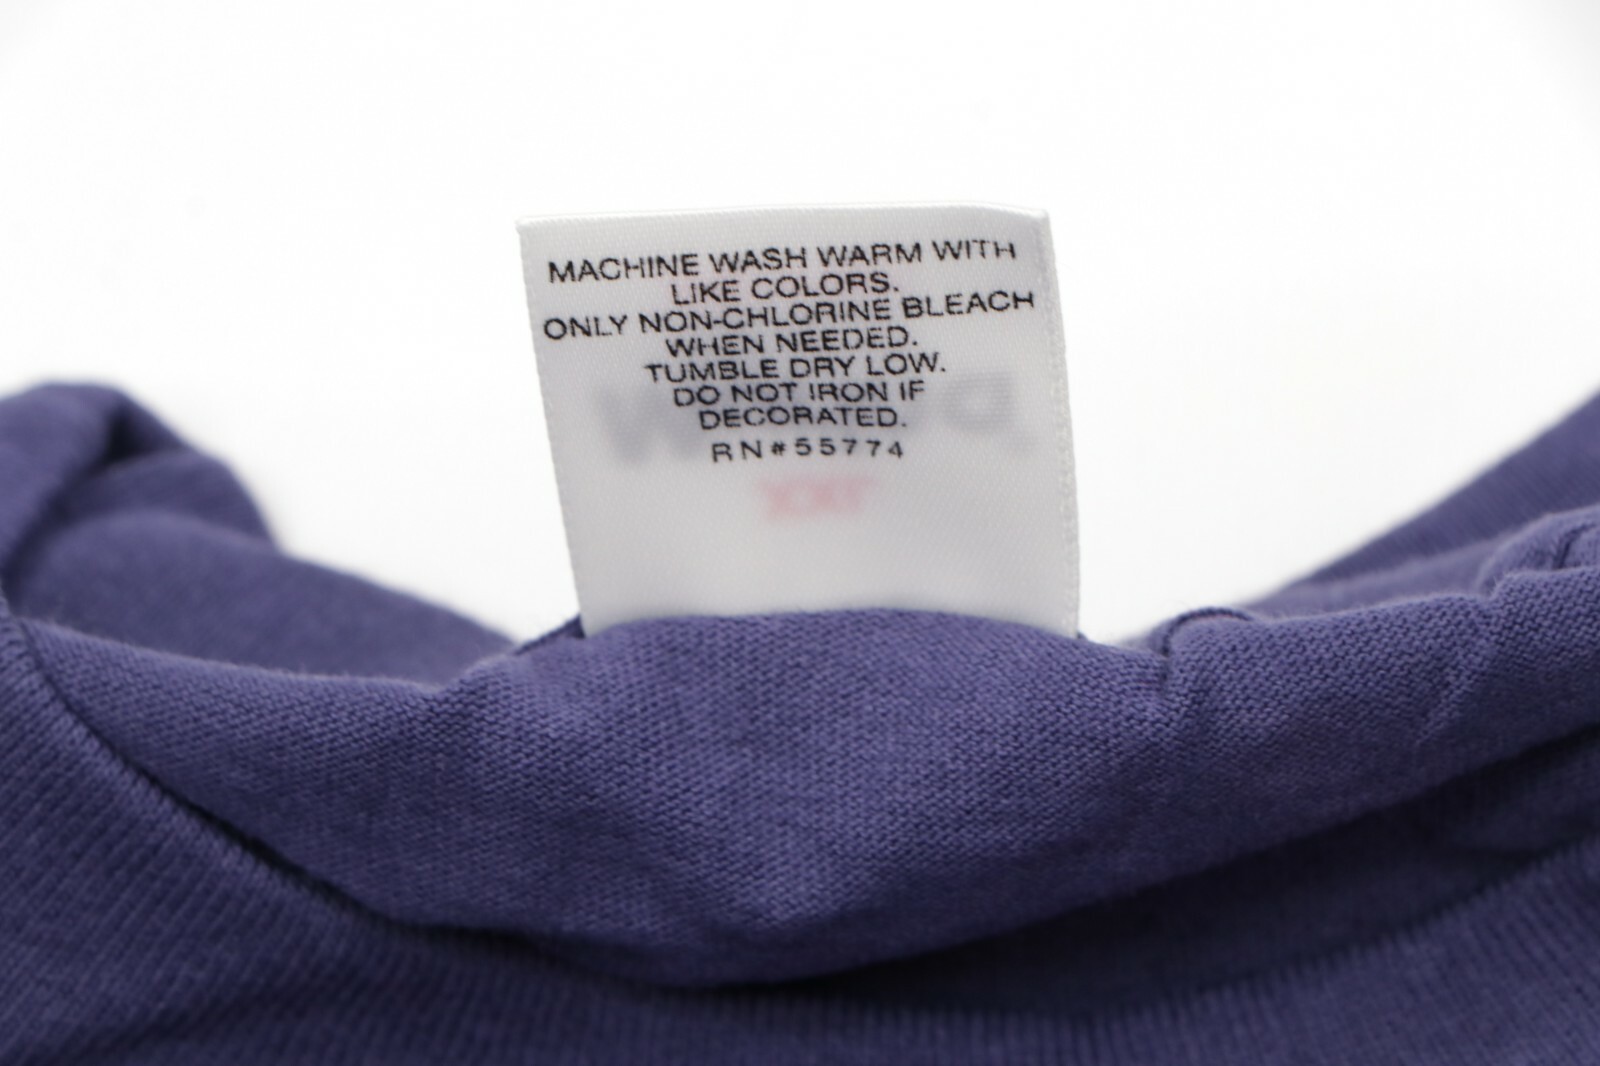 MACHINE WASH WARM WITH
LIKE COLORS.
ONLY NON-CHLORINE BLEACH
WHEN NEEDED.
TUMBLE DRY LOW.
DO NOT IRON IF
DECORATED.
RN#55774